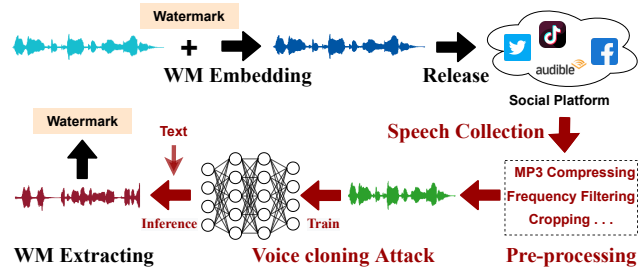 Watermark
+
WM Embedding
Release
audible
Social Platform
Speech Collection
MP3 Compressing
Frequency Filtering
Cropping . . .
Pre-processing
Train
Voice cloning Attack
Text
Inference
Watermark
WM Extracting